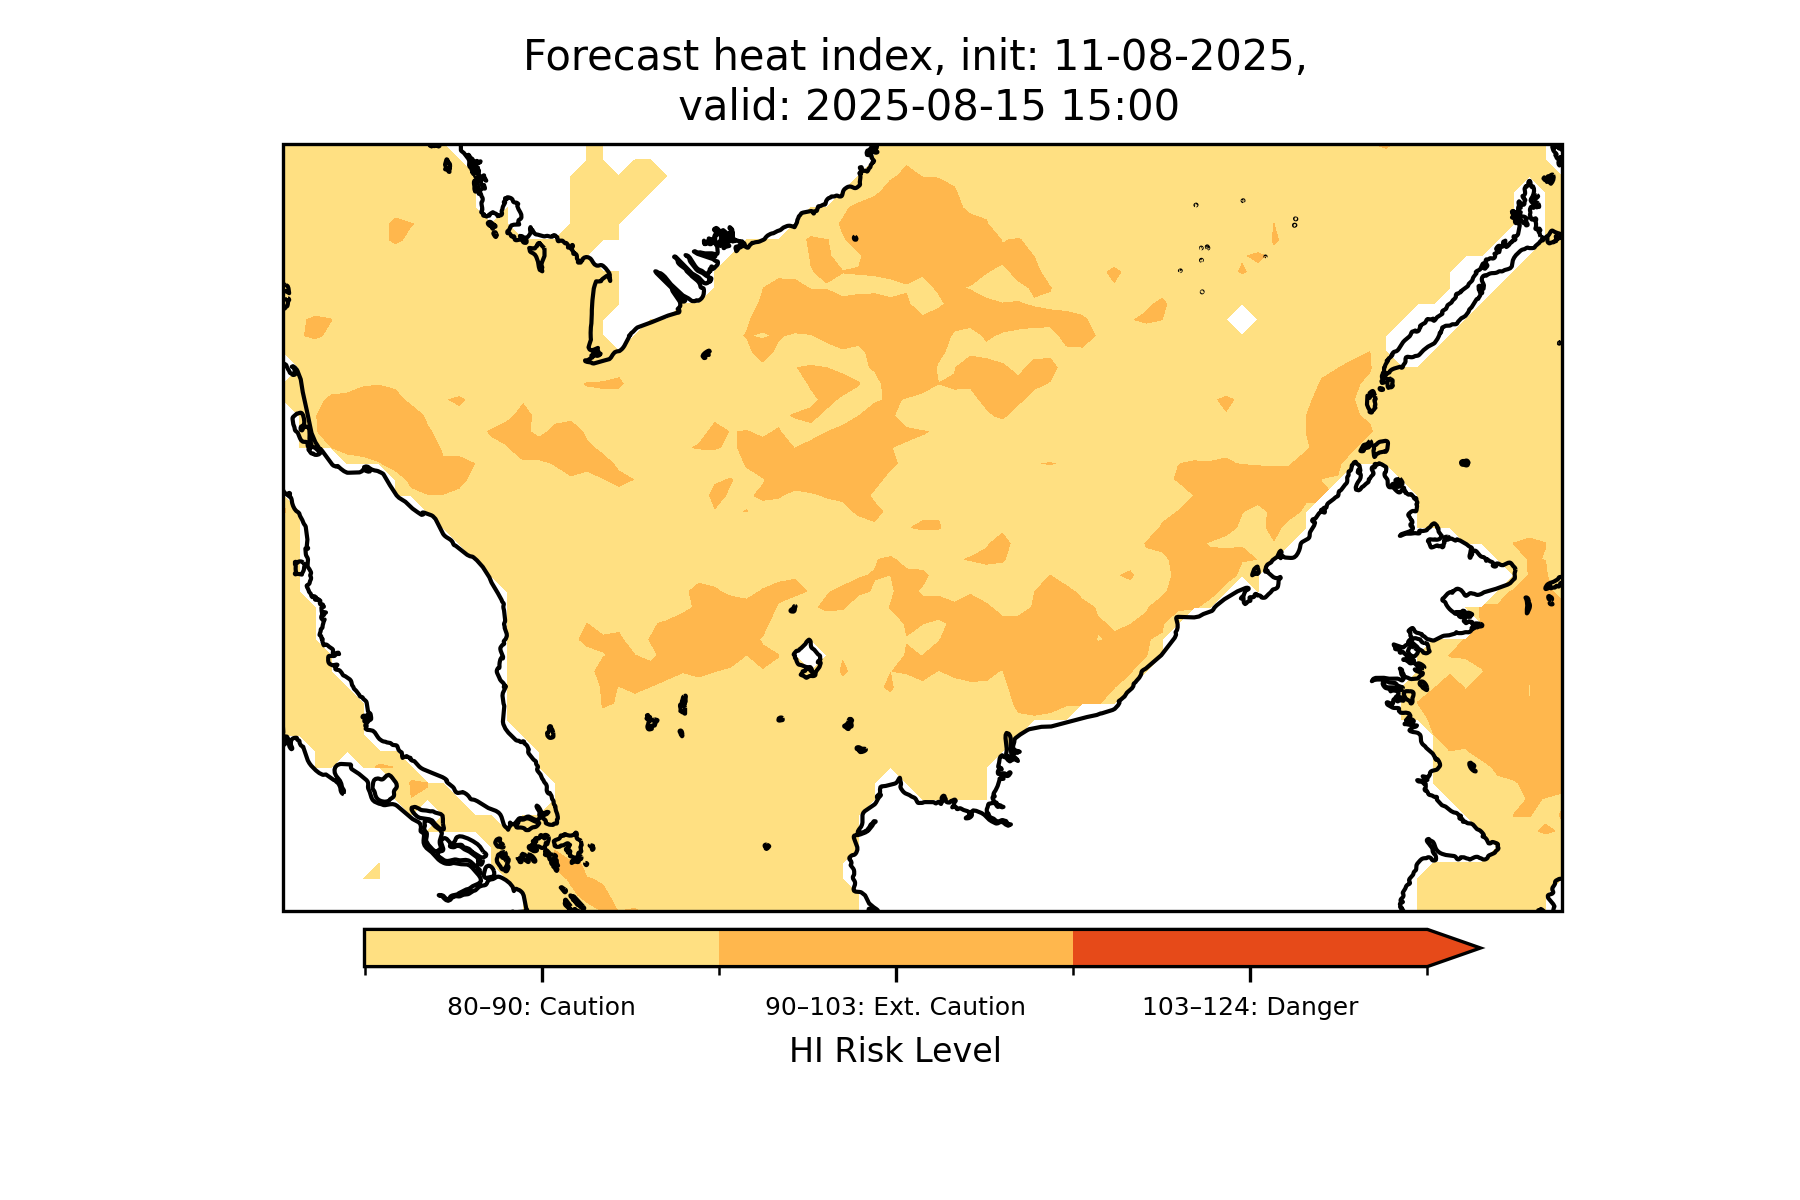 Forecast heat index, init: 11-08-2025,
valid: 2025-08-15 15:00
80–90: Caution
90–103: Ext. Caution
103–124: Danger
HI Risk Level